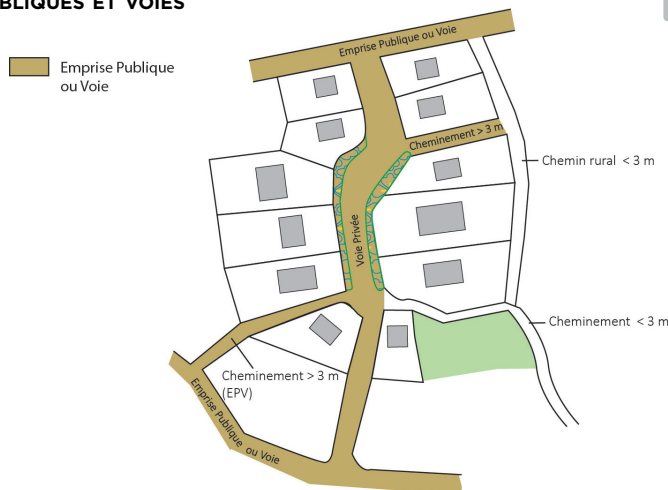 BLIQUES ET VOIES
Emprise Publique
ou Voie
Emprise Publique ou Voie
Cheminement > 3 m
Chemin rural < 3 m
Voie Privée
Cheminement < 3 m
Cheminement > 3 m
(EPV)
Emprise Publique ou Voie